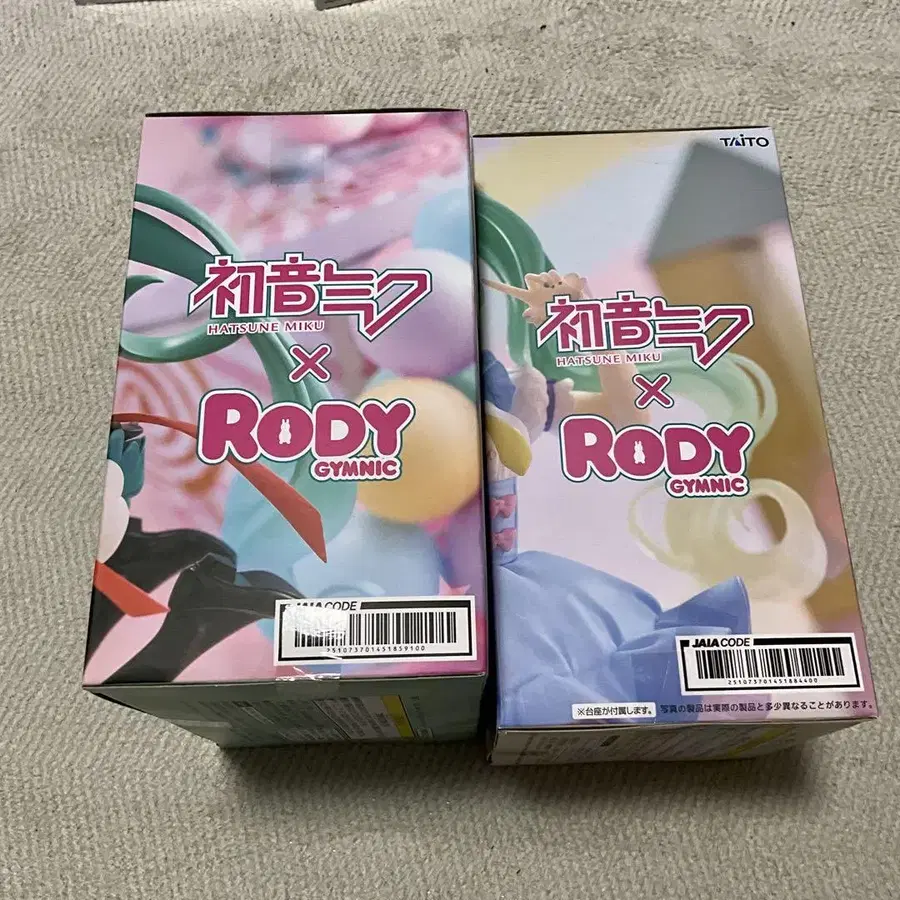 初音ミク
HATSUNE MIKU
×
RODY
GYMNIC
JAIA CODE
251073701451859100
TAITO
初音ミク
HATSUNE MIKU
×
RODY
GYMNIC
JAIA CODE
251073701451884400
※台座が付属します。 写真の製品は実際の製品と多少異なることがあります。